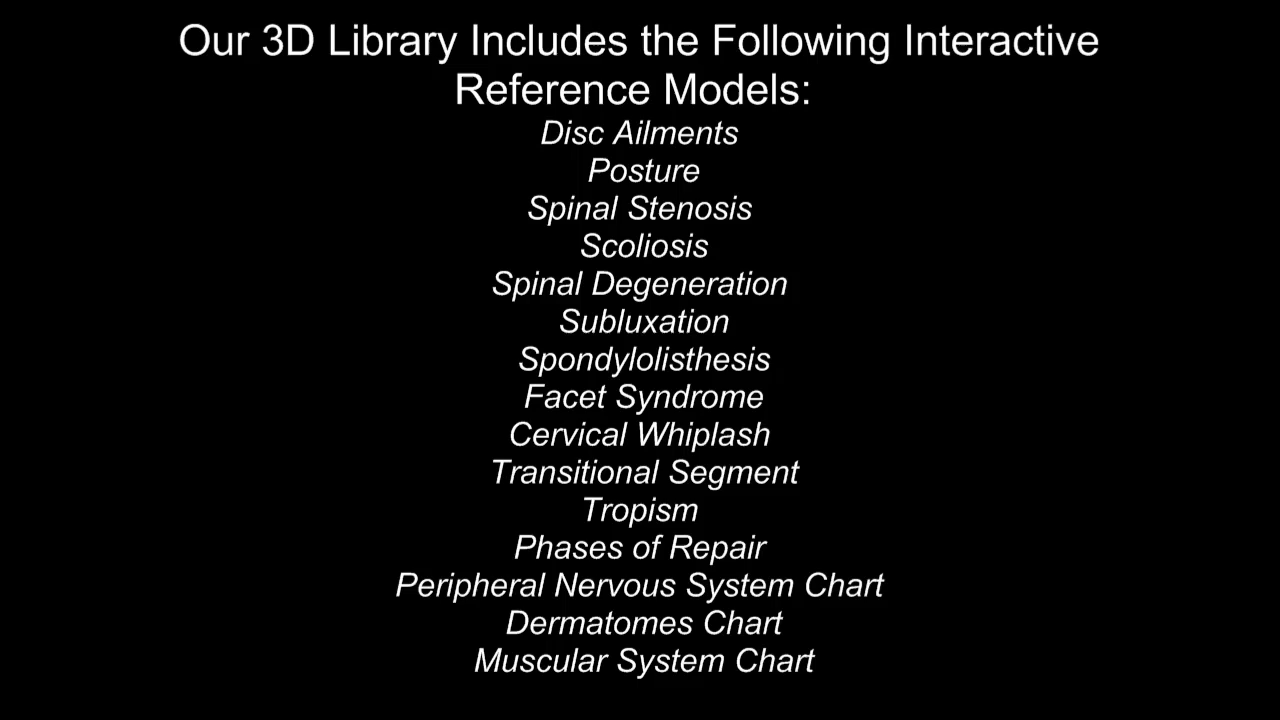 Our 3D Library Includes the Following Interactive
Reference Models:
Disc Ailments
Posture
Spinal Stenosis
Scoliosis
Spinal Degeneration
Subluxation
Spondylolisthesis
Facet Syndrome
Cervical Whiplash
Transitional Segment
Tropism
Phases of Repair
Peripheral Nervous System Chart
Dermatomes Chart
Muscular System Chart